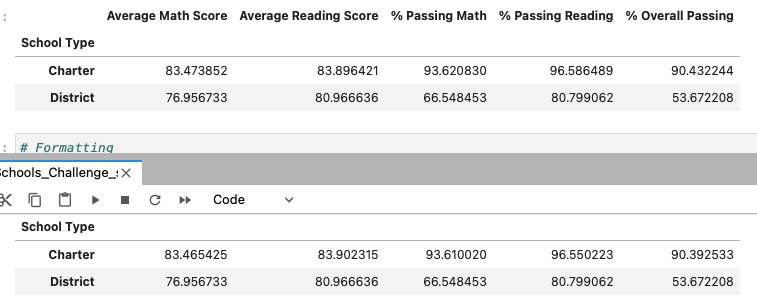 Average Math Score Average Reading Score % Passing Math % Passing Reading % Overall Passing
School Type
Charter 83.473852 83.896421 93.620830 96.586489 90.432244
District 76.956733 80.966636 66.548453 80.799062 53.672208
# Formatting
Schools_Challenge_
Code
School Type
Charter 83.465425 83.902315 93.610020 96.550223 90.392533
District 76.956733 80.966636 66.548453 80.799062 53.672208